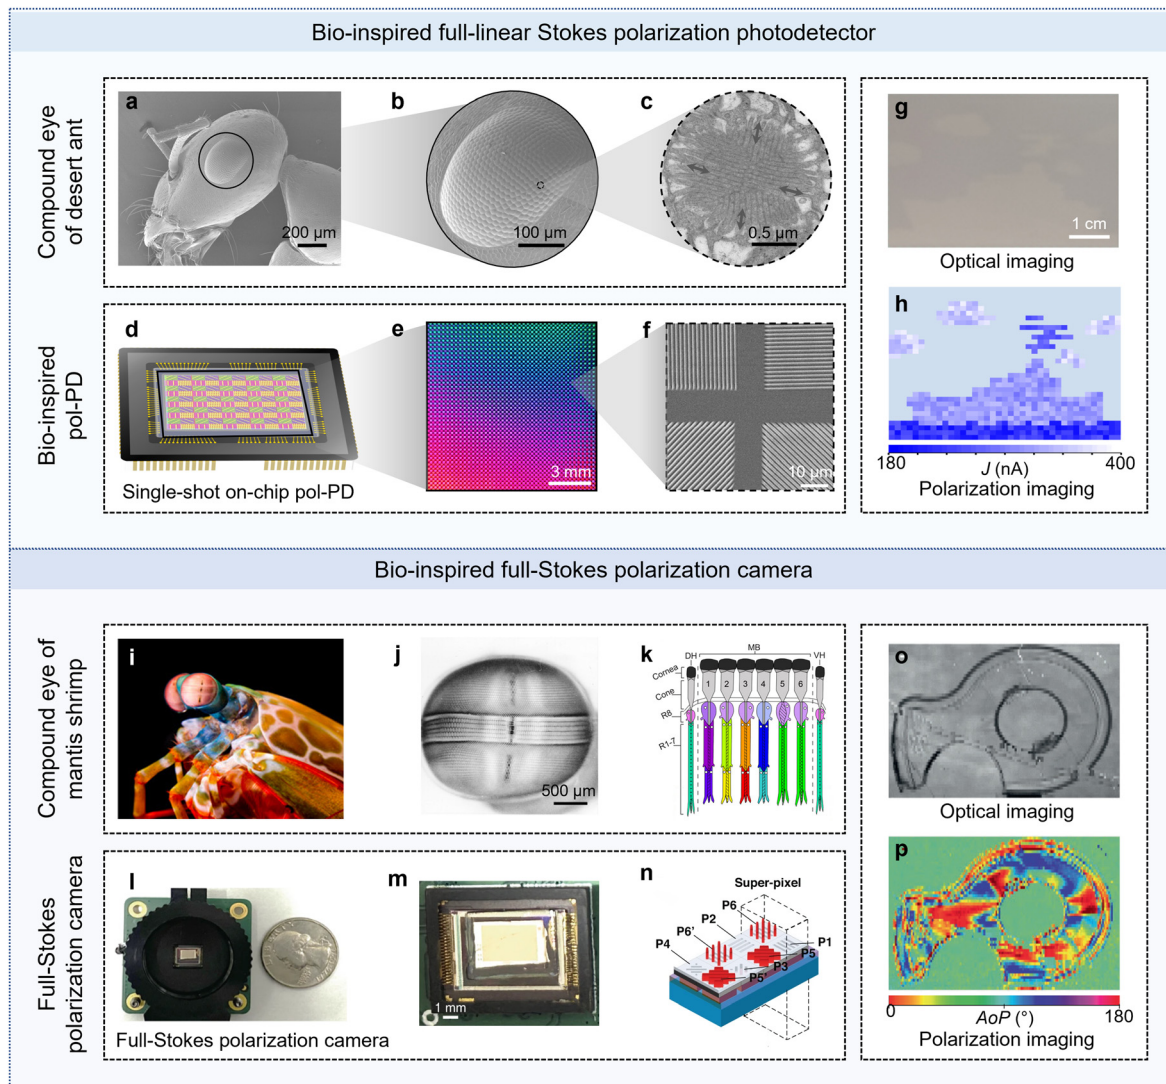 Bio-inspired full-linear Stokes polarization photodetector
Compound eye
of desert ant
a
200 μm
b
100 μm
c
0.5 μm
g
1 cm
Optical imaging
Bio-inspired
pol-PD
d
Single-shot on-chip pol-PD
e
3 mm
f
10 μm
h
180
400
J (nA)
Polarization imaging
Bio-inspired full-Stokes polarization camera
Compound eye of
mantis shrimp
i
j
500 μm
k
DH
MB
VH
Cornea
Cone
R8
R1-7
1 2 3 4 5 6
o
Optical imaging
Full-Stokes
polarization camera
l
Full-Stokes polarization camera
m
1 mm
n
Super-pixel
P6
P2
P6'
P4
P1
P5
P3
P5'
p
0
180
AoP (°)
Polarization imaging